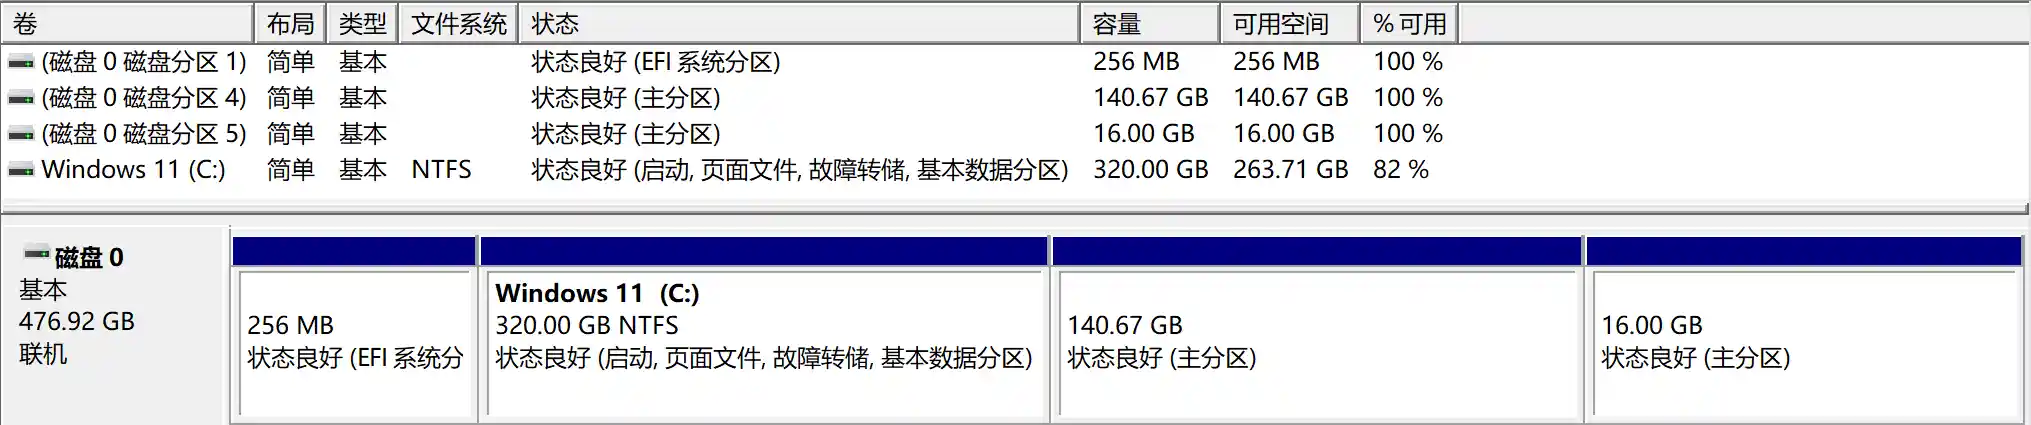 卷 布局 类型 文件系统 状态 容量 可用空间 % 可用
(磁盘 0 磁盘分区 1) 简单 基本 状态良好 (EFI 系统分区) 256 MB 256 MB 100 %
(磁盘 0 磁盘分区 4) 简单 基本 状态良好 (主分区) 140.67 GB 140.67 GB 100 %
(磁盘 0 磁盘分区 5) 简单 基本 状态良好 (主分区) 16.00 GB 16.00 GB 100 %
Windows 11 (C:) 简单 基本 NTFS 状态良好 (启动, 页面文件, 故障转储, 基本数据分区) 320.00 GB 263.71 GB 82 %
磁盘 0
基本
476.92 GB
联机
256 MB
状态良好 (EFI 系统分
Windows 11 (C:)
320.00 GB NTFS
状态良好 (启动, 页面文件, 故障转储, 基本数据分区)
140.67 GB
状态良好 (主分区)
16.00 GB
状态良好 (主分区)